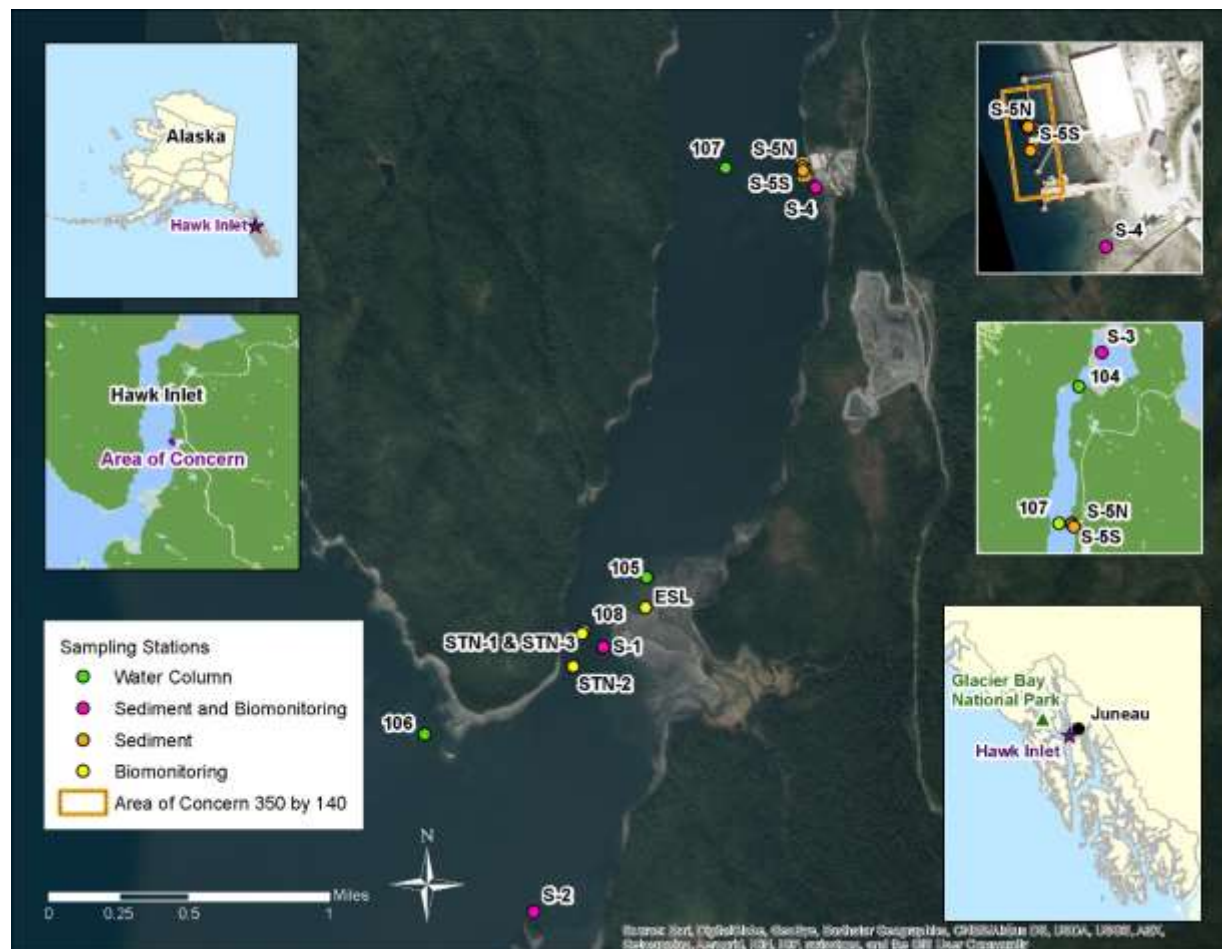 Alaska
Hawk Inlet
Hawk Inlet
Area of Concern
Sampling Stations
Water Column
Sediment and Biomonitoring
Sediment
Biomonitoring
Area of Concern 350 by 140
0
0.25
0.5
1
Miles
N
107
S-5N
S-5S
S-4
105
ESL
108
STN-1 & STN-3
S-1
STN-2
106
S-2
S-5N
S-5S
S-4
S-3
104
107
S-5N
S-5S
Glacier Bay
National Park
Juneau
Hawk Inlet